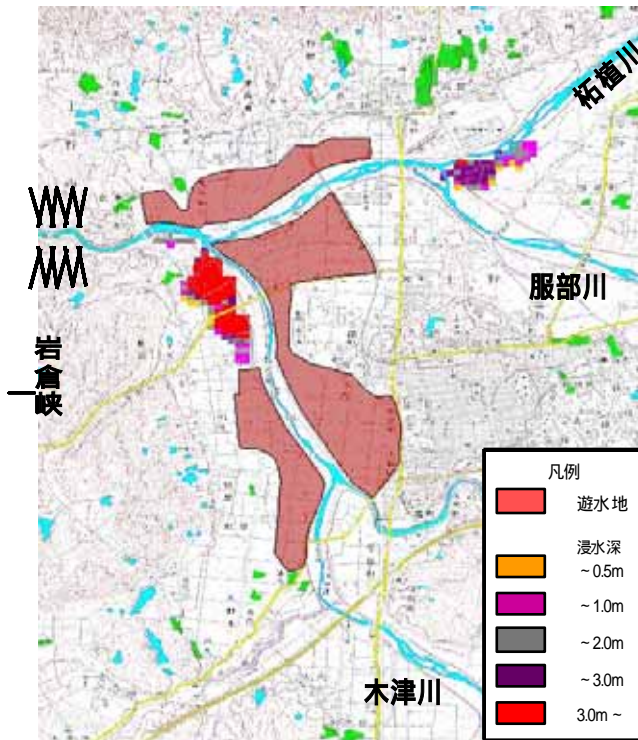 柘植川
服部川
岩倉峡
木津川
凡例
遊水地
浸水深
~0.5m
~1.0m
~2.0m
~3.0m
3.0m ~